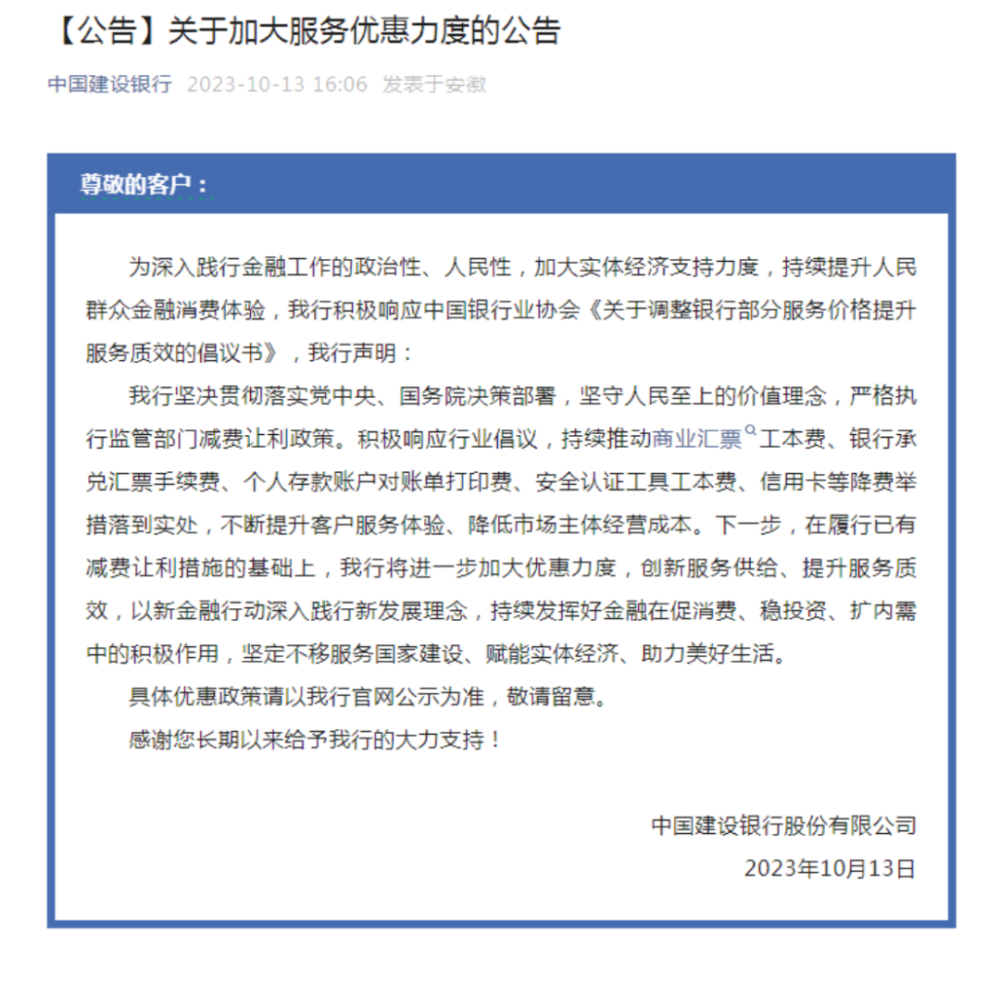 【公告】关于加大服务优惠力度的公告
中国建设银行 2023-10-13 16:06 发表于安徽
尊敬的客户：
为深入践行金融工作的政治性、人民性，加大实体经济支持力度，持续提升人民
群众金融消费体验，我行积极响应中国银行业协会《关于调整银行部分服务价格提升
服务质效的倡议书》，我行声明：
我行坚决贯彻落实党中央、国务院决策部署，坚守人民至上的价值理念，严格执
行监管部门减费让利政策。积极响应行业倡议，持续推动商业汇票工本费、银行承
兑汇票手续费、个人存款账户对账单打印费、安全认证工具工本费、信用卡等降费举
措落到实处，不断提升客户服务体验、降低市场主体经营成本。下一步，在履行已有
减费让利措施的基础上，我行将进一步加大优惠力度，创新服务供给、提升服务质
效，以新金融行动深入践行新发展理念，持续发挥好金融在促消费、稳投资、扩内需
中的积极作用，坚定不移服务国家建设、赋能实体经济、助力美好生活。
具体优惠政策请以我行官网公示为准，敬请留意。
感谢您长期以来给予我行的大力支持！
中国建设银行股份有限公司
2023年10月13日